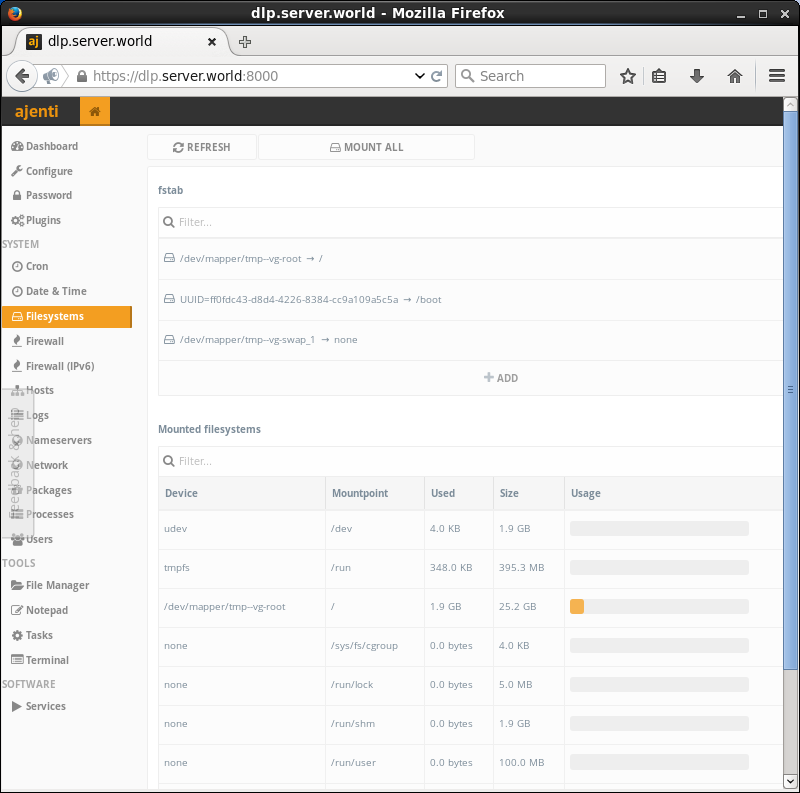 dlp.server.world - Mozilla Firefox
aj dlp.server.world
https://dlp.server.world:8000 Search
ajenti
Dashboard
Configure
Password
Plugins
SYSTEM
Cron
Date & Time
Filesystems
Firewall
Firewall (IPv6)
Hosts
Logs
Nameservers
Network
Packages
Processes
Users
Feedback & help
TOOLS
File Manager
Notepad
Tasks
Terminal
SOFTWARE
Services
REFRESH MOUNT ALL
fstab
Filter...
/dev/mapper/tmp--vg-root → /
UUID=ff0fdc43-d8d4-4226-8384-cc9a109a5c5a → /boot
/dev/mapper/tmp--vg-swap_1 → none
ADD
Mounted filesystems
Filter...
Device Mountpoint Used Size Usage
udev /dev 4.0 KB 1.9 GB
tmpfs /run 348.0 KB 395.3 MB
/dev/mapper/tmp--vg-root / 1.9 GB 25.2 GB
none /sys/fs/cgroup 0.0 bytes 4.0 KB
none /run/lock 0.0 bytes 5.0 MB
none /run/shm 0.0 bytes 1.9 GB
none /run/user 0.0 bytes 100.0 MB